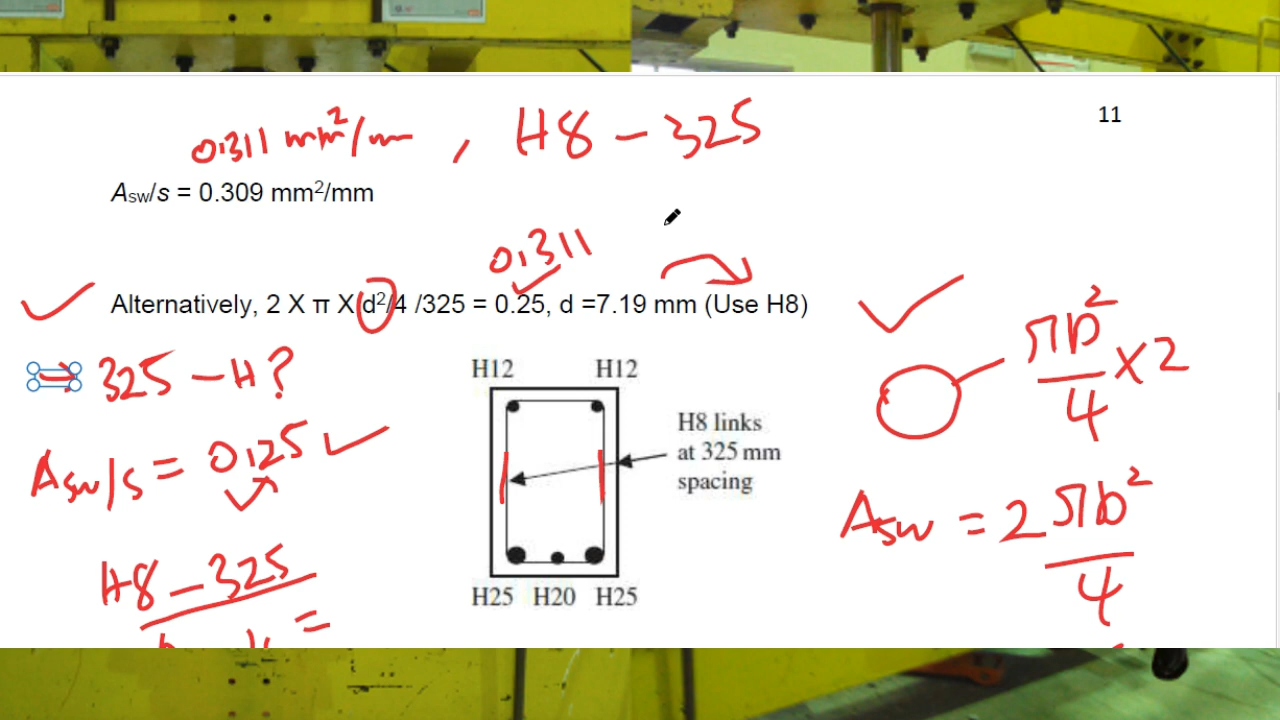 11
0.311 mm²/m , H8 – 325
Asw/s = 0.309 mm²/mm
0.311
Alternatively, 2 X π X d²/4 /325 = 0.25, d =7.19 mm (Use H8)
→ 325 – H?
Asw/s = 0.25
H8 – 325
=
H12 H12
H8 links
at 325 mm
spacing
H25 H20 H25
πD²/4 X 2
Asw = 2 πD²/4